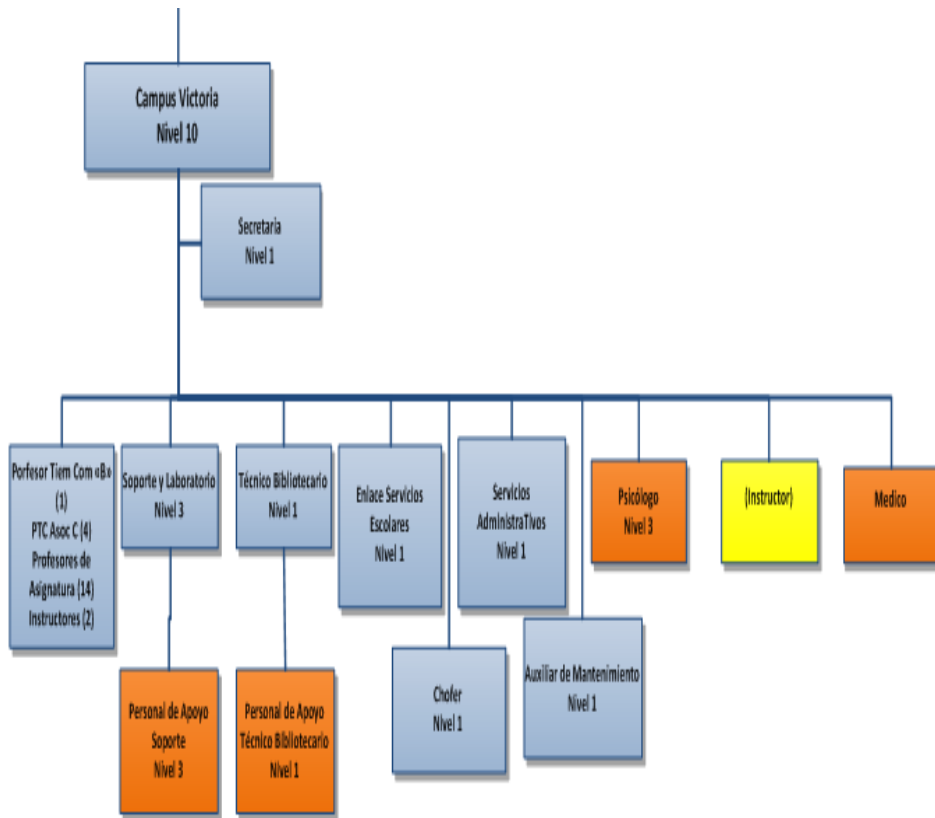 Campus Victoria
Nivel 10
Secretaria
Nivel 1
Porfesor Tiem Com «B»
(1)
PTC Asoc C (4)
Profesores de
Asignatura (14)
Instructores (2)
Soporte y Laboratorio
Nivel 3
Técnico Bibliotecario
Nivel 1
Enlace Servicios
Escolares
Nivel 1
Servicios
AdministraTivos
Nivel 1
Psicólogo
Nivel 3
(Instructor)
Medico
Personal de Apoyo
Soporte
Nivel 3
Personal de Apoyo
Técnico Bibliotecario
Nivel 1
Chofer
Nivel 1
Auxiliar de Mantenimiento
Nivel 1